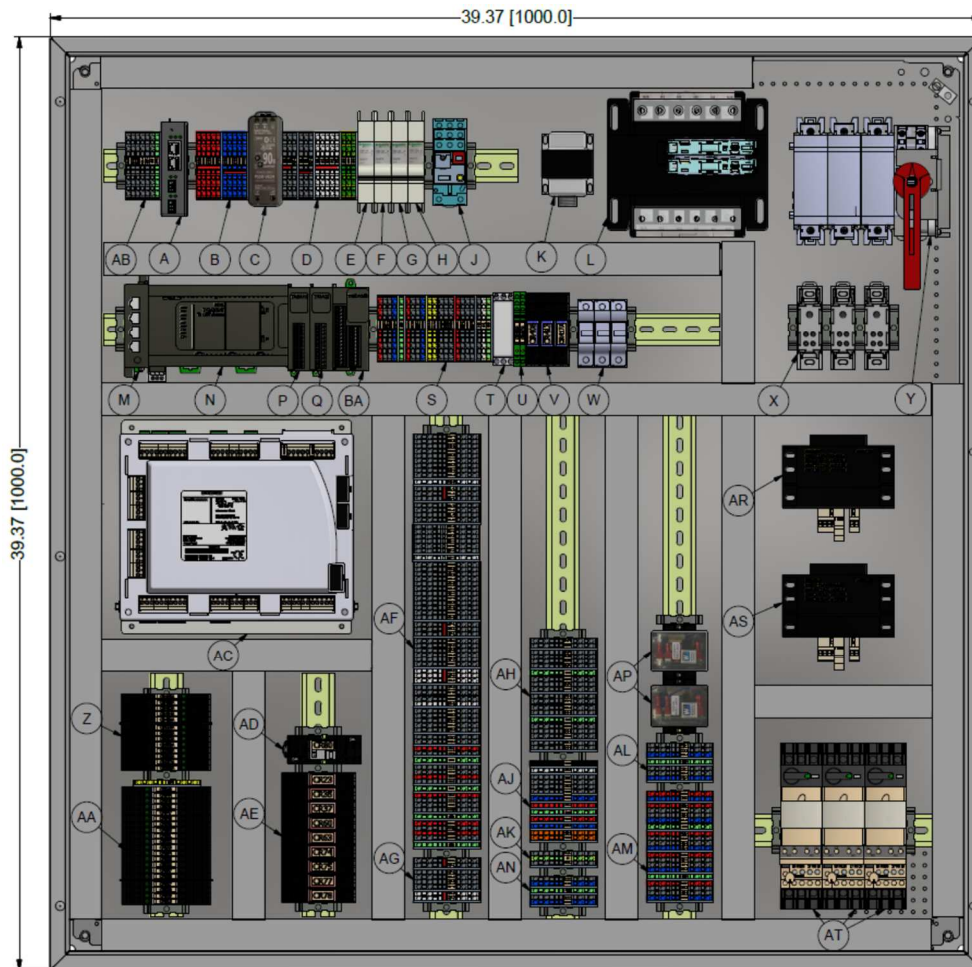 39.37 [1000.0]
39.37 [1000.0]
AB A B C D E F G H J K L
M N P Q BA S T U V W X Y
AR
AS
AC
AF
AH
AP
Z
AD
AL
AA
AE
AJ
AK
AM
AG
AN
AT